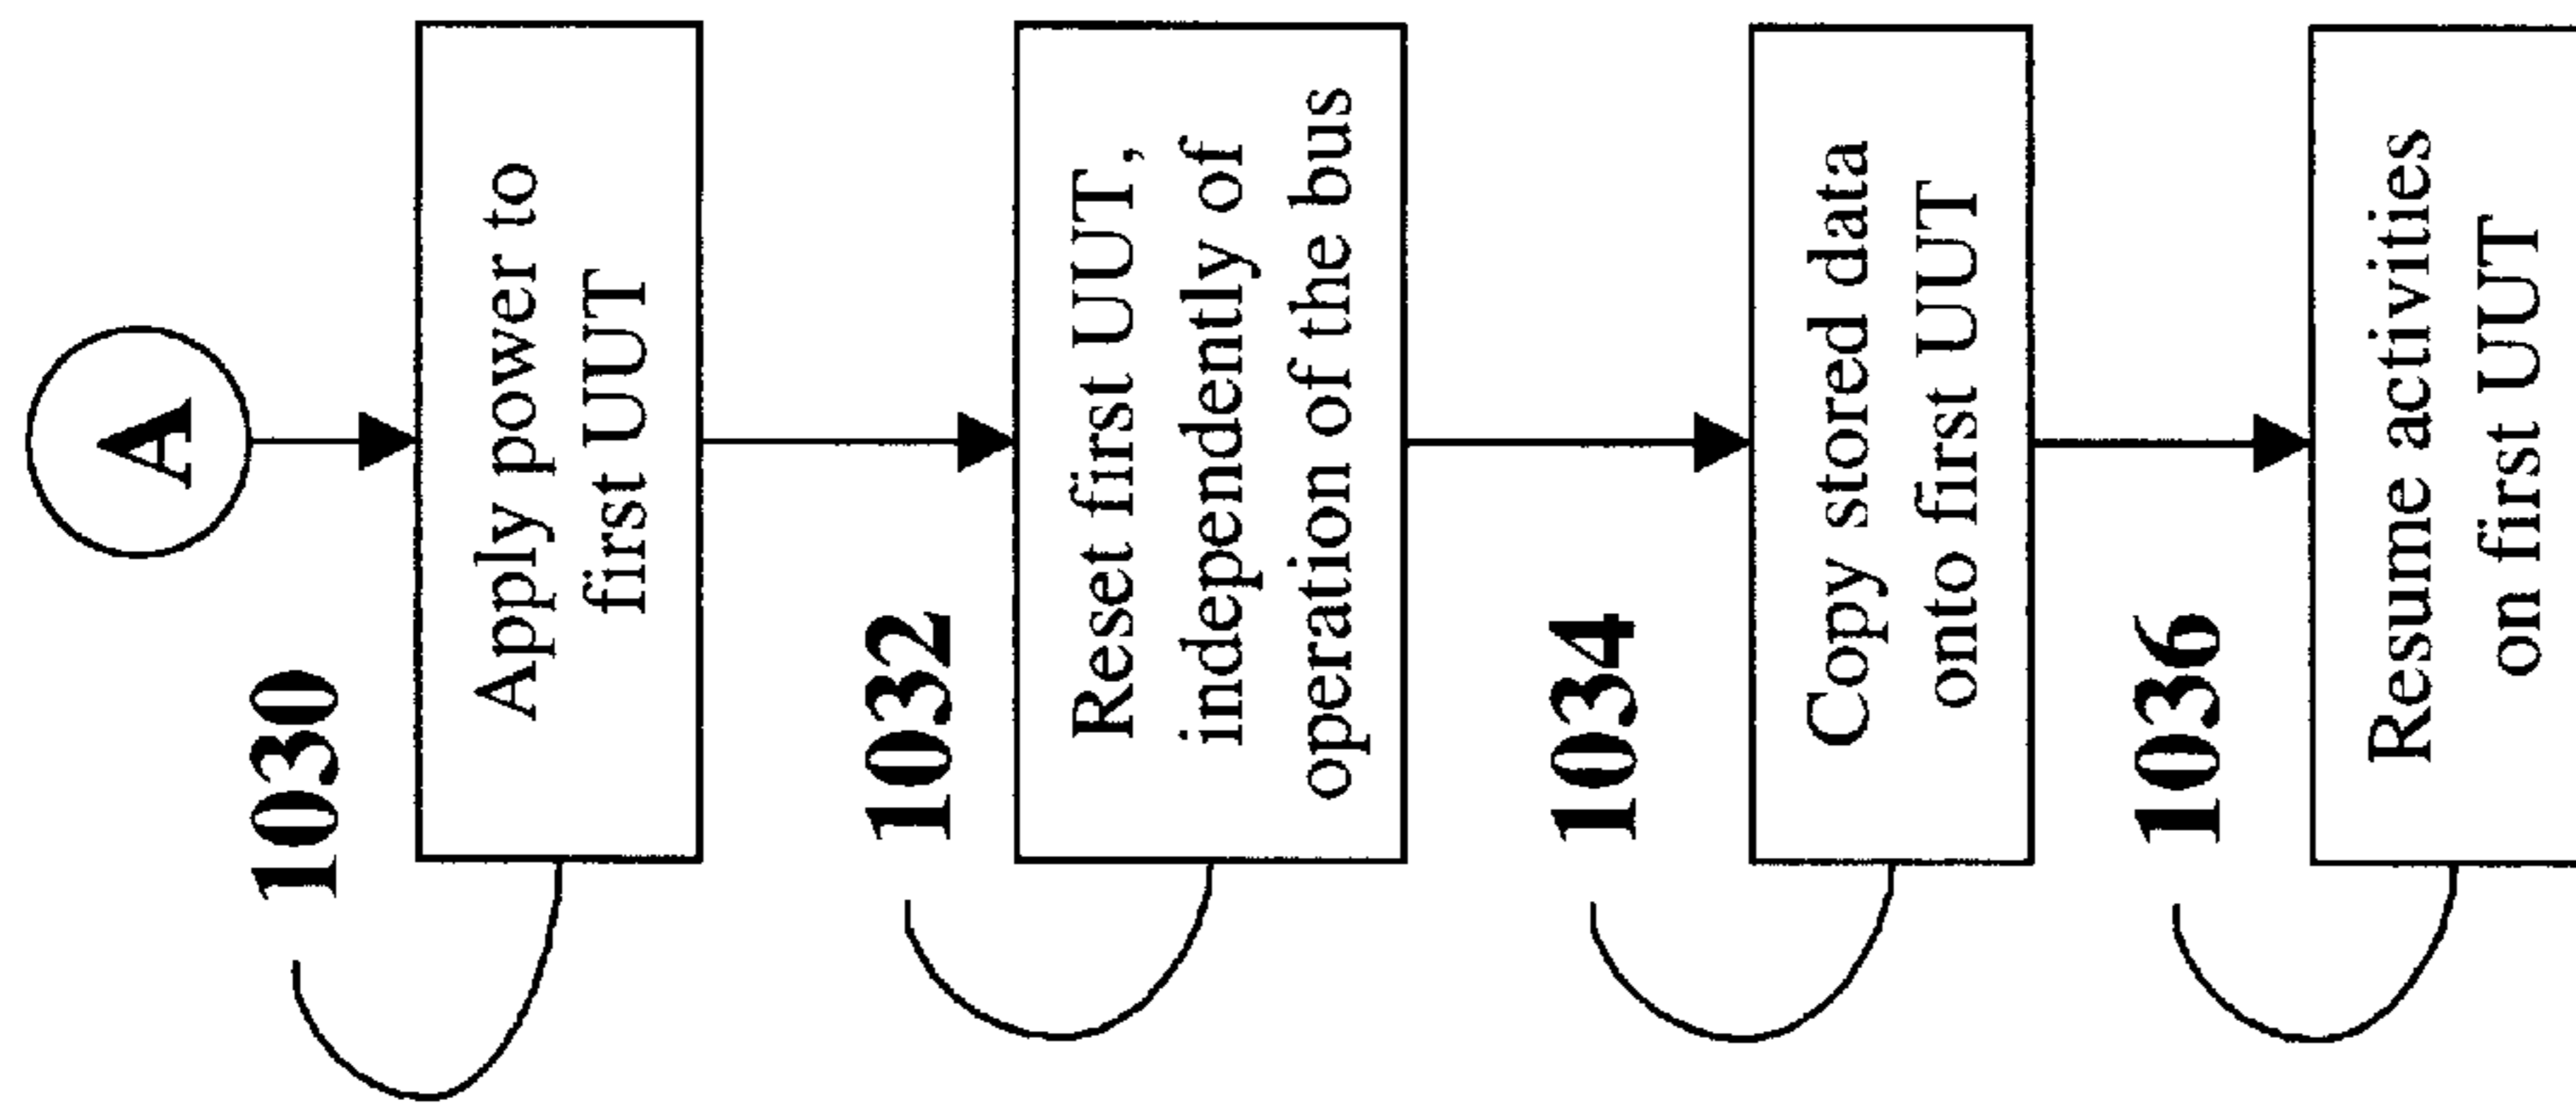 A
1030
Apply power to
first UUT
1032
Reset first UUT,
independently of
operation of the bus
1034
Copy stored data
onto first UUT
1036
Resume activities
on first UUT